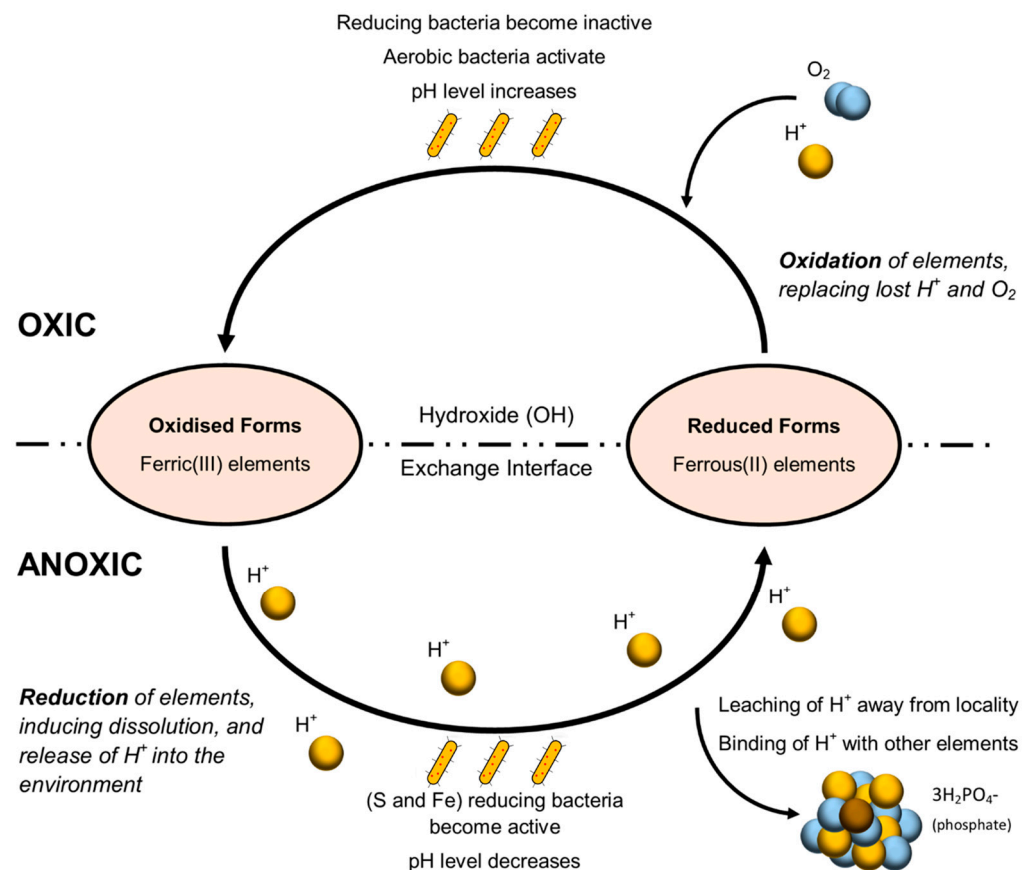 Reducing bacteria become inactive
Aerobic bacteria activate
pH level increases
O₂
H⁺
Oxidation of elements,
replacing lost H⁺ and O₂
OXIC
Oxidised Forms
Ferric(III) elements
Hydroxide (OH)
Exchange Interface
Reduced Forms
Ferrous(II) elements
ANOXIC
H⁺
H⁺
H⁺
H⁺
H⁺
Reduction of elements,
inducing dissolution, and
release of H⁺ into the
environment
(S and Fe) reducing bacteria
become active
pH level decreases
Leaching of H⁺ away from locality
Binding of H⁺ with other elements
3H₂PO₄-
(phosphate)